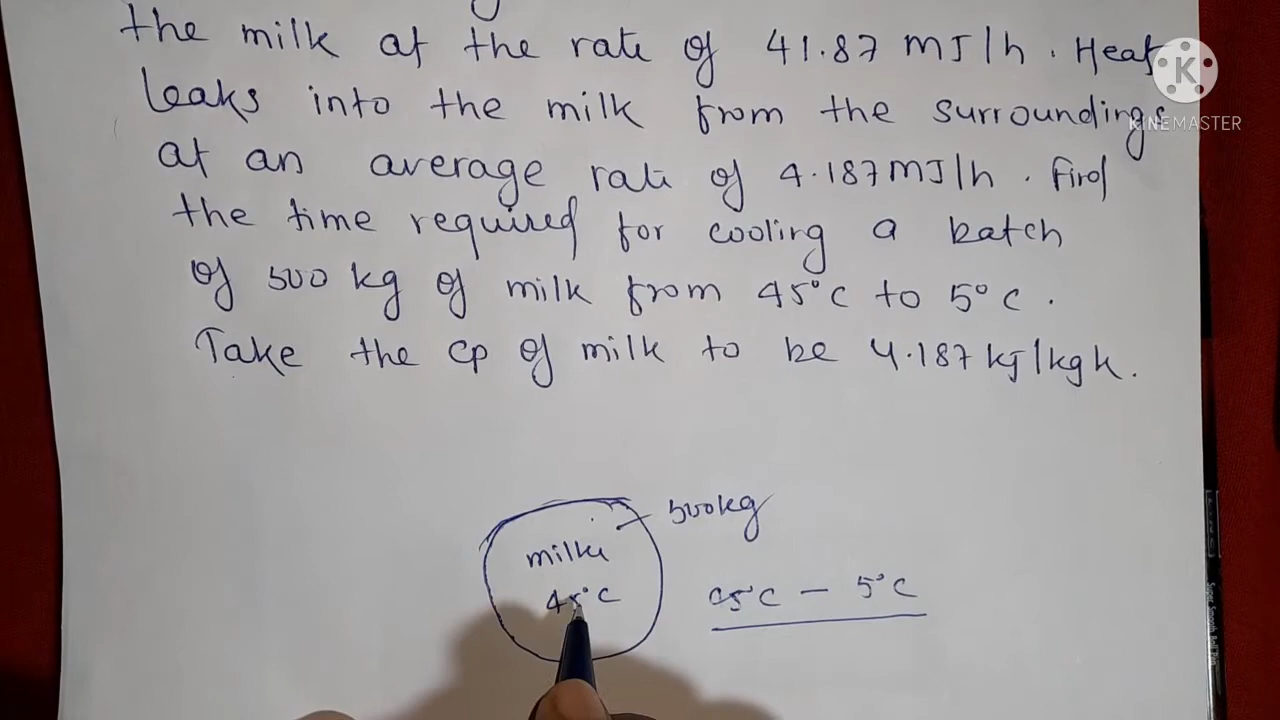 the milk at the rate of 41.87 MJ/h. Heat
leaks into the milk from the surroundings
at an average rate of 4.187 MJ/h. Find
the time required for cooling a batch
of 500 kg of milk from 45°C to 5°C.
Take the cp of milk to be 4.187 kJ/kgk.
500kg
milk
45°C
45°C - 5°C
K
KINEMASTER